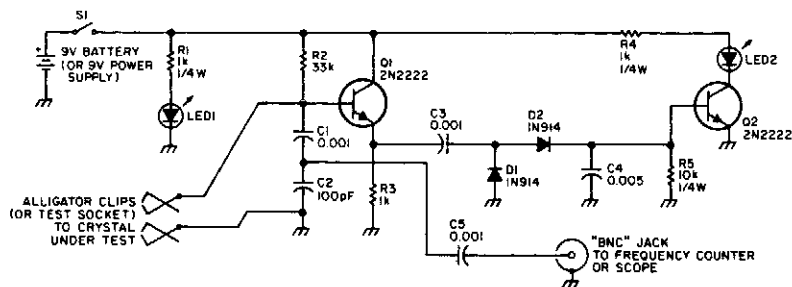 S1
9V BATTERY
(OR 9V POWER
SUPPLY)
R1
1k
1/4W
LED1
R2
33k
Q1
2N2222
C1
0.001
C2
100pF
R3
1k
C3
0.001
D2
1N914
D1
1N914
C4
0.005
R4
1k
1/4W
LED2
Q2
2N2222
R5
10k
1/4W
ALLIGATOR CLIPS
(OR TEST SOCKET)
TO CRYSTAL
UNDER TEST
C5
0.001
"BNC" JACK
TO FREQUENCY COUNTER
OR SCOPE